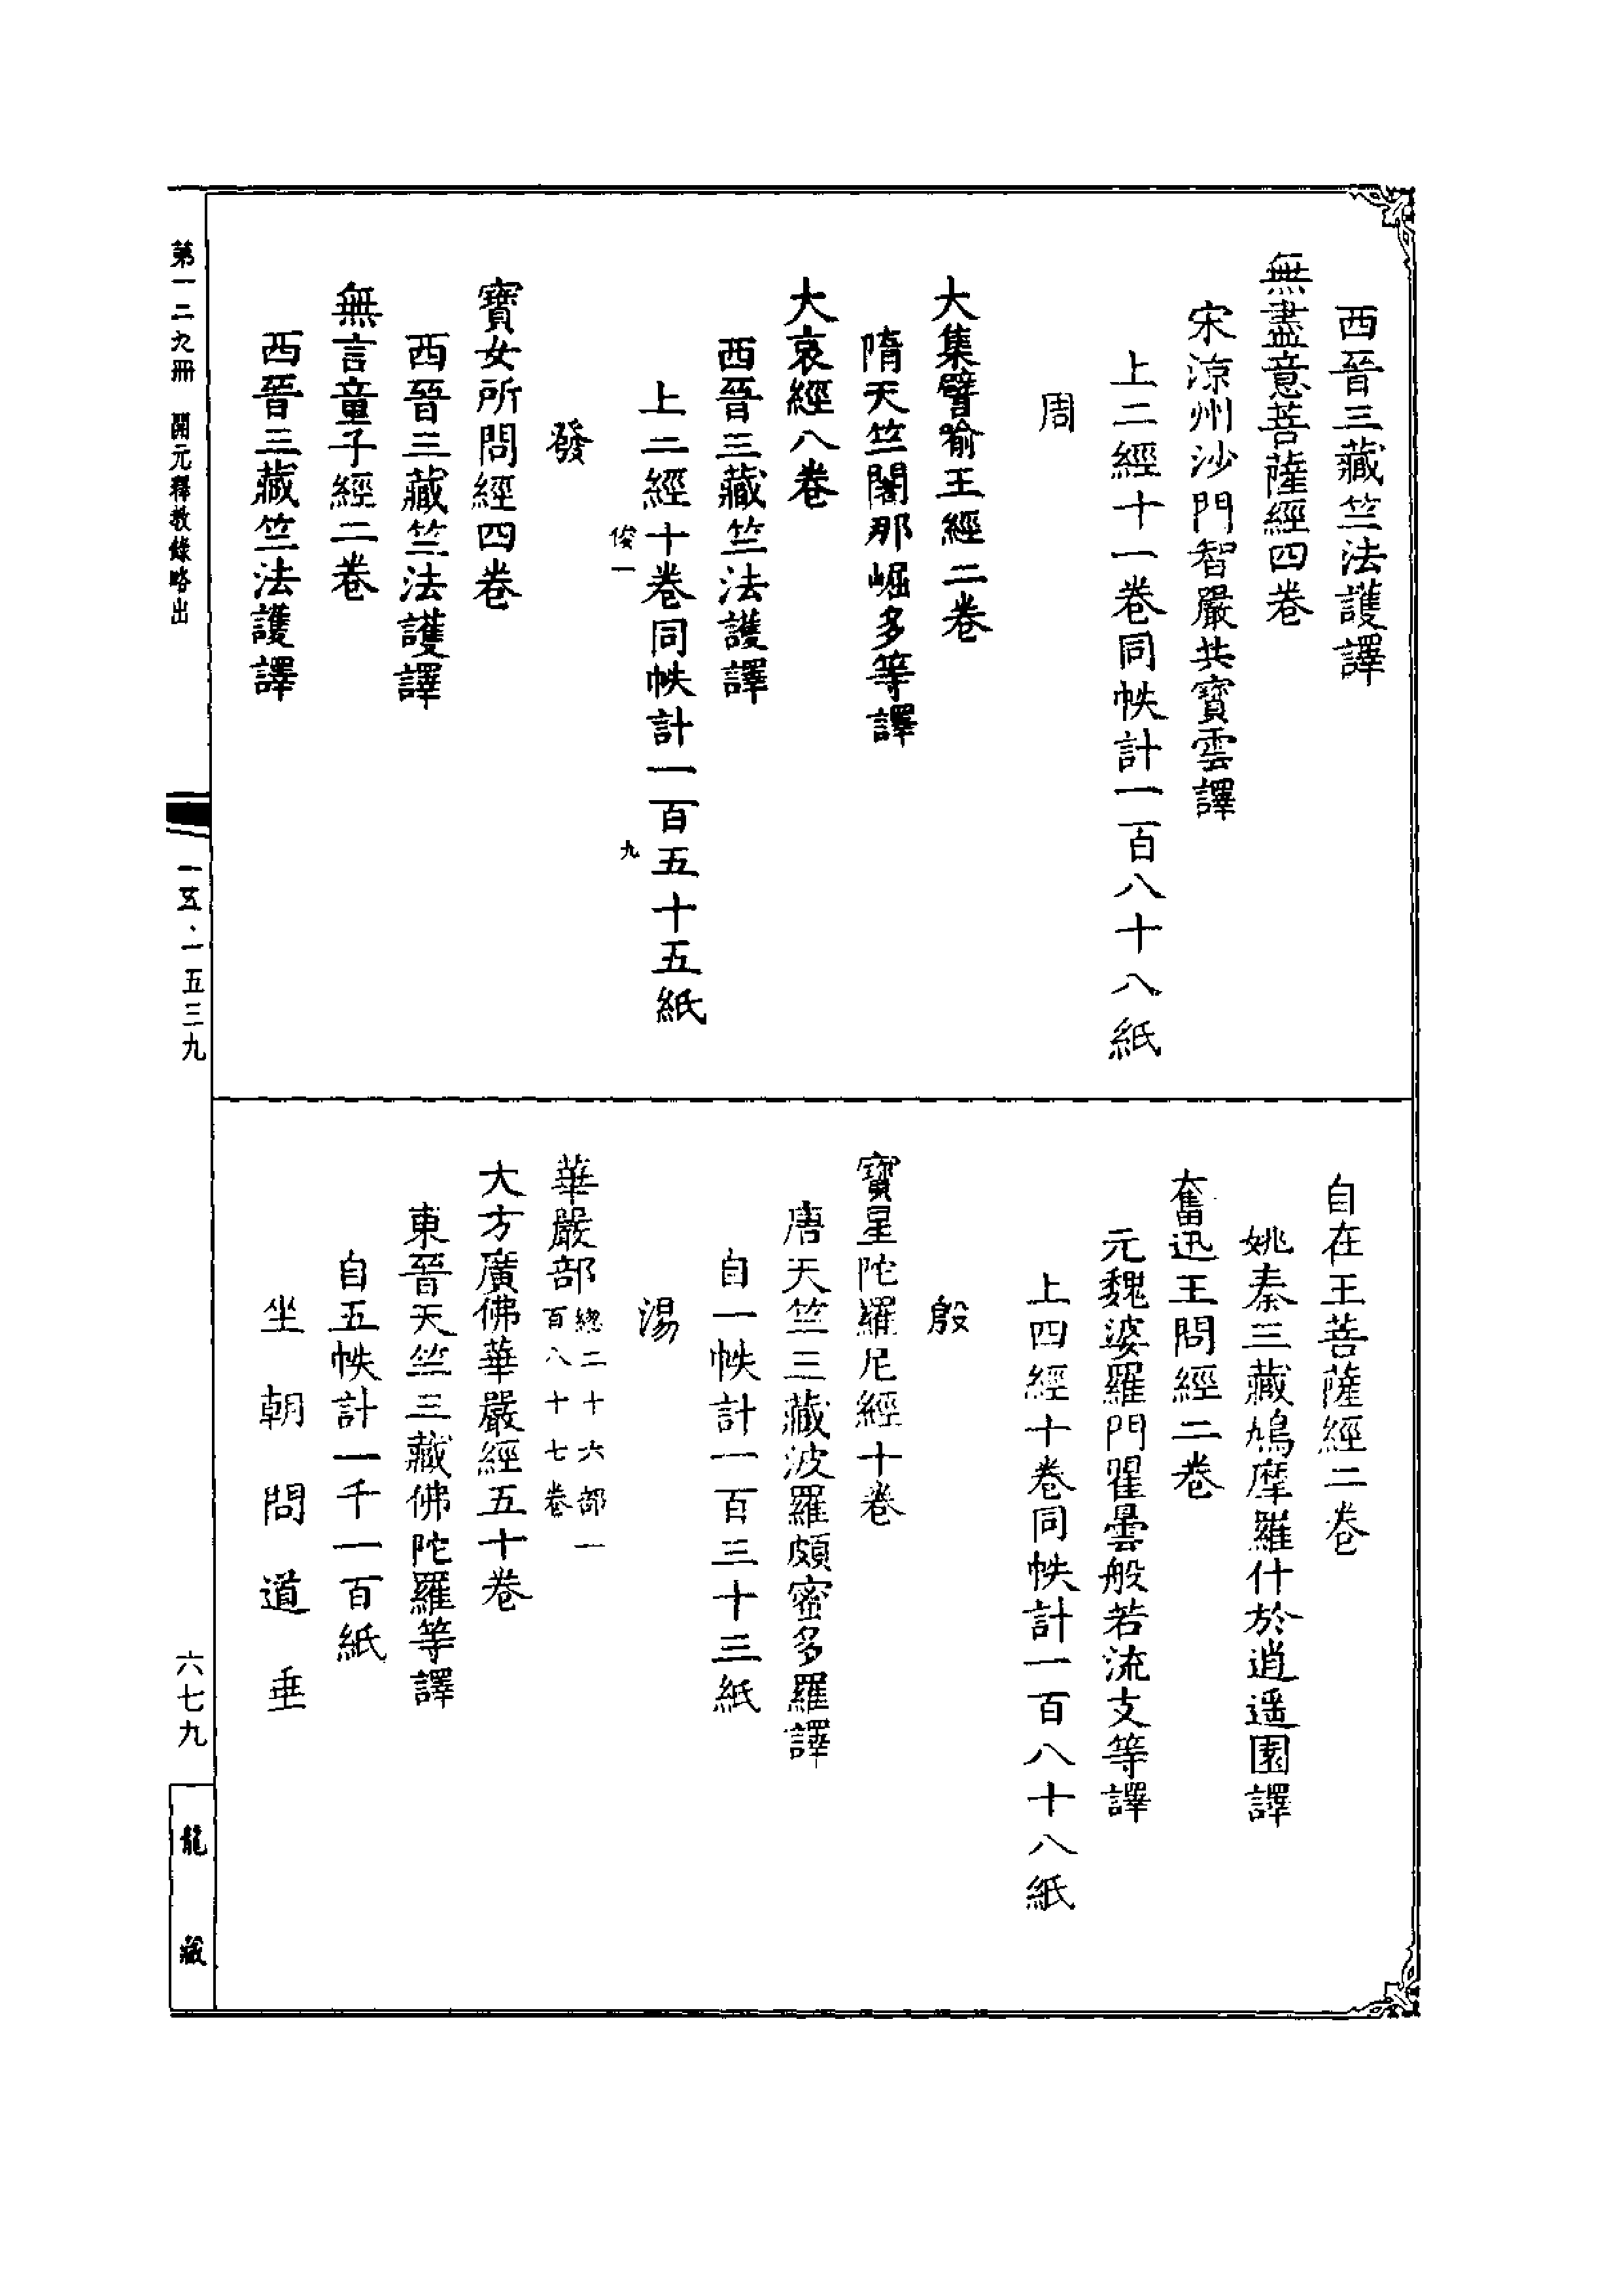 西晉三藏竺法護譯
無盡意菩薩經四卷
宋涼州沙門智嚴共寶雲譯
上二經十一卷同帙計一百八十八紙
周
大集譬喻王經二卷
隋天竺闍那崛多等譯
大哀經八卷
西晉三藏竺法護譯
上二經十卷同帙計一百五十五紙
俊一
九
發
寶女所問經四卷
西晉三藏竺法護譯
無言童子經二卷
西晉三藏竺法護譯
自在王菩薩經二卷
姚秦三藏鳩摩羅什於逍遥園譯
奮迅王問經二卷
元魏婆羅門瞿曇般若流支等譯
上四經十卷同帙計一百八十八紙
殷
寶星陀羅尼經十卷
唐天竺三藏波羅頗蜜多羅譯
自一帙計一百三十三紙
湯
華嚴部
總二十六部一
百八十七卷
大方廣佛華嚴經五十卷
東晉天竺三藏佛陀羅等譯
自五帙計一千一百紙
坐朝問道垂
第一二九冊 開元釋教錄略出
一五·一五三九
六七九
龍藏